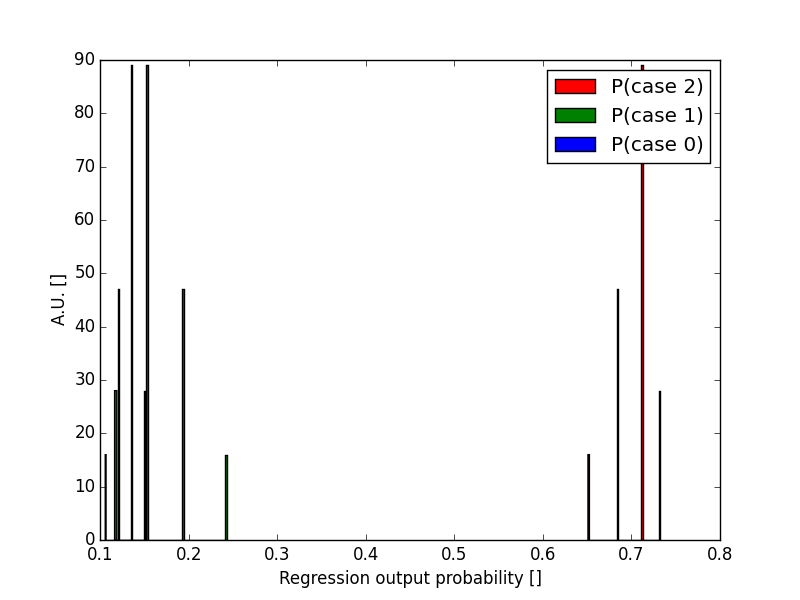 90
80
70
60
50
40
30
20
10
0
A.U. []
P(case 2)
P(case 1)
P(case 0)
0.1 0.2 0.3 0.4 0.5 0.6 0.7 0.8
Regression output probability []